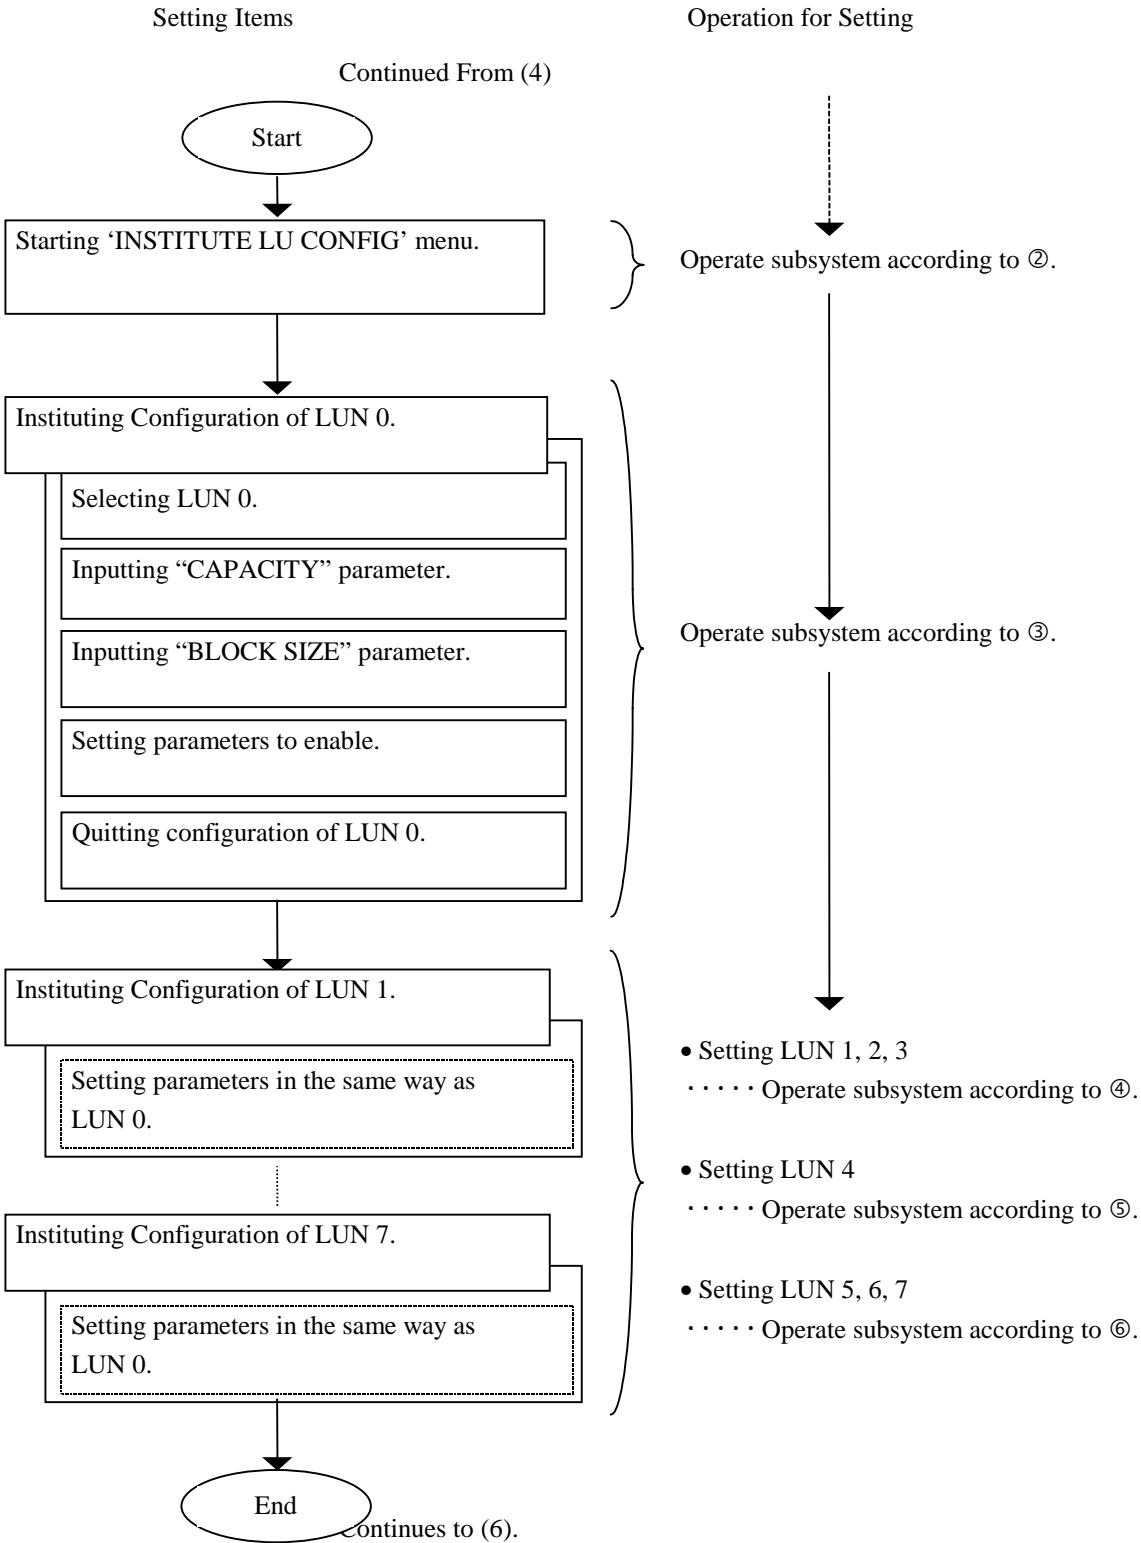 Setting Items
Operation for Setting
Continued From (4)
Start
Starting ‘INSTITUTE LU CONFIG’ menu.
Operate subsystem according to ②.
Instituting Configuration of LUN 0.
Selecting LUN 0.
Inputting “CAPACITY” parameter.
Inputting “BLOCK SIZE” parameter.
Setting parameters to enable.
Quitting configuration of LUN 0.
Operate subsystem according to ③.
Instituting Configuration of LUN 1.
Setting parameters in the same way as
LUN 0.
Instituting Configuration of LUN 7.
Setting parameters in the same way as
LUN 0.
• Setting LUN 1, 2, 3
····· Operate subsystem according to ④.
• Setting LUN 4
····· Operate subsystem according to ⑤.
• Setting LUN 5, 6, 7
····· Operate subsystem according to ⑥.
End
Continues to (6).